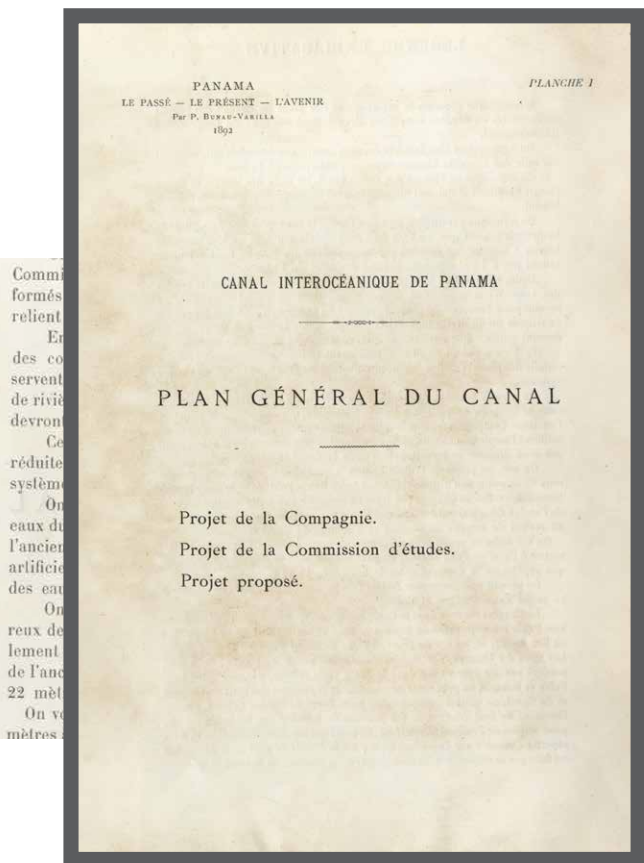 PANAMA
LE PASSÉ — LE PRÉSENT — L'AVENIR
Par P. BUNAU-VARILLA
1892
PLANCHE 1
CANAL INTEROCÉANIQUE DE PANAMA
PLAN GÉNÉRAL DU CANAL
Projet de la Compagnie.
Projet de la Commission d'études.
Projet proposé.
Commi
formés
relient
En
des co
servent
de riviè
devront
Ce
réduite
système
On
eaux du
l'ancien
artificie
des eau
On
reux de
lement
de l'anc
22 mèt
On vo
mètres